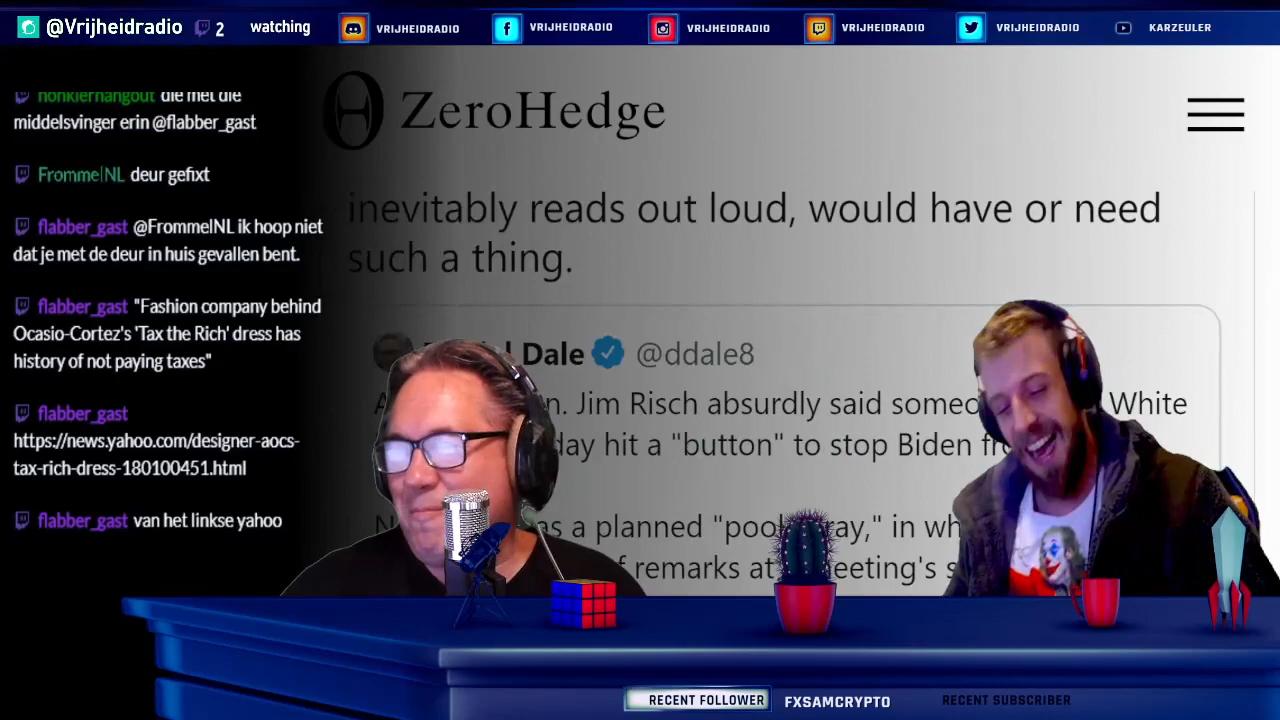 @Vrijheidradio 2 watching VRIJHEIDRADIO VRIJHEIDRADIO VRIJHEIDRADIO VRIJHEIDRADIO VRIJHEIDRADIO KARZEULER
honklerhangout die met die
middelsvinger erin @flabber_gast
FrommelNL deur gefixt
flabber_gast @FrommelNL ik hoop niet
dat je met de deur in huis gevallen bent.
flabber_gast "Fashion company behind
Ocasio-Cortez's 'Tax the Rich' dress has
history of not paying taxes"
flabber_gast
https://news.yahoo.com/designer-aocs-
tax-rich-dress-180100451.html
flabber_gast van het linkse yahoo
ZeroHedge
inevitably reads out loud, would have or need
such a thing.
Dale @ddale8
Jim Risch absurdly said White
day hit a "button" to stop Biden
a planned "pool spray," in
remarks at meeting's
RECENT FOLLOWER FXSAMCRYPTO RECENT SUBSCRIBER